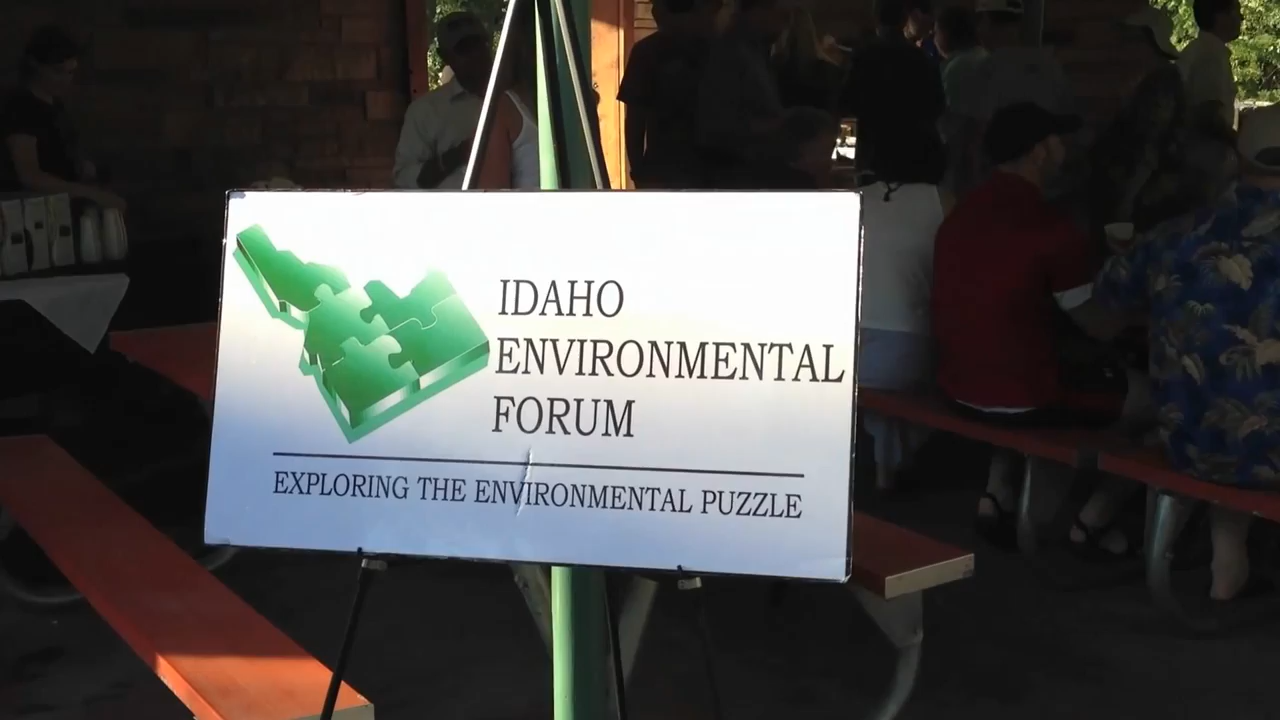 IDAHO
ENVIRONMENTAL
FORUM
EXPLORING THE ENVIRONMENTAL PUZZLE